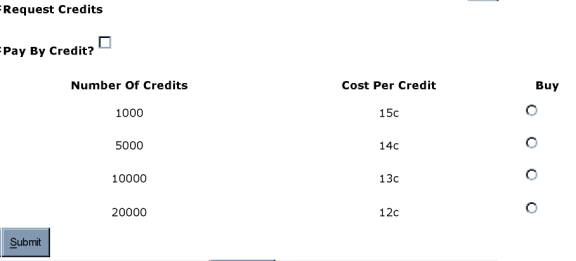 Request Credits
Pay By Credit?
Number Of Credits Cost Per Credit Buy
1000 15c
5000 14c
10000 13c
20000 12c
Submit